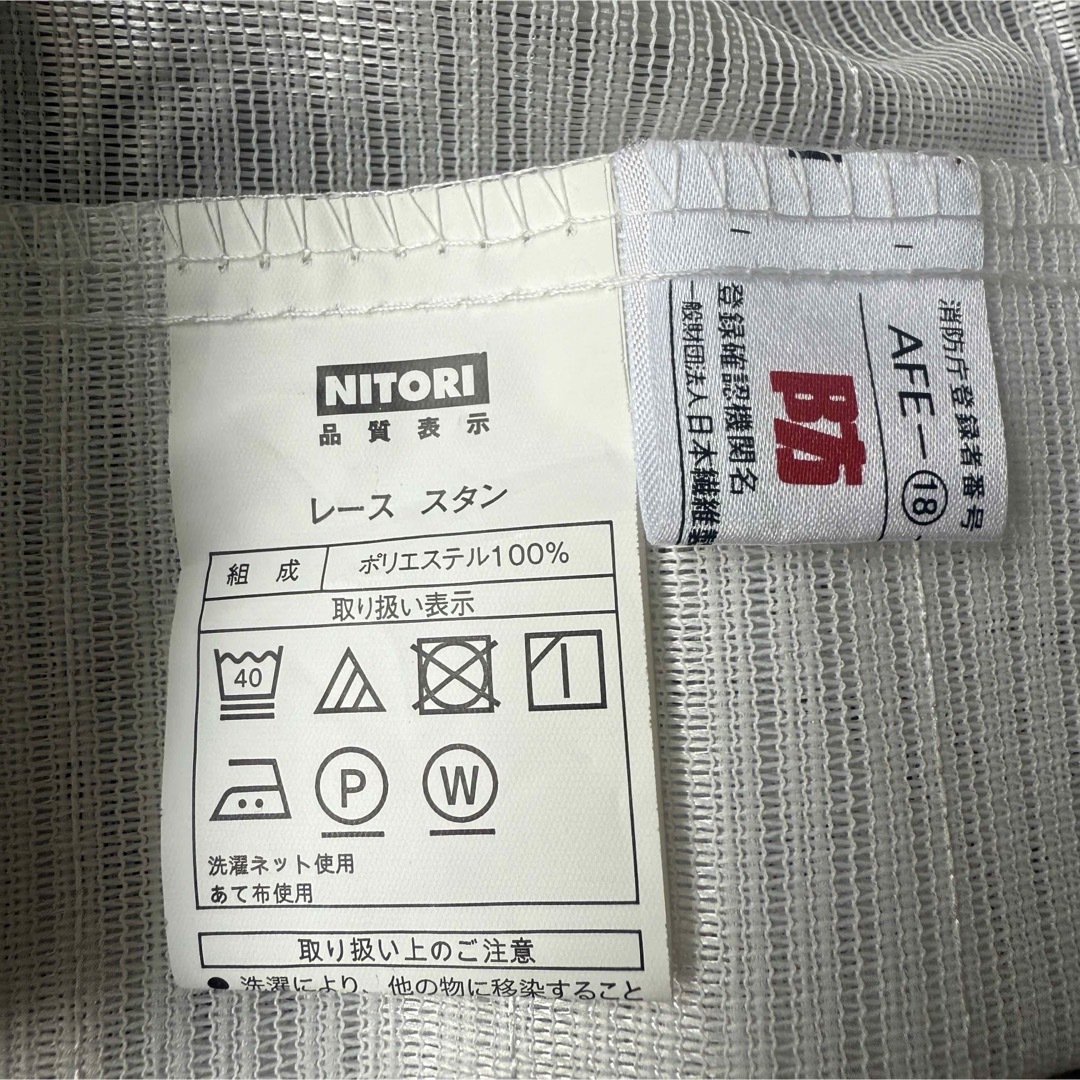 NITORI
品質表示
レース スタン
組成 ポリエステル100%
取り扱い表示
40
P
W
洗濯ネット使用
あて布使用
取り扱い上のご注意
● 洗濯により、他の物に移染すること
消防庁登録者番号
AFE－⑱
登録確認機関名
一般財団法人日本繊維製